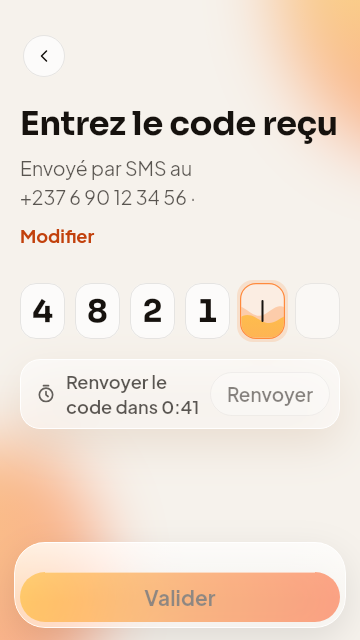 Entrez le code reçu
Envoyé par SMS au
+237 6 90 12 34 56 ·
Modifier
4 8 2 1
Renvoyer le
code dans 0:41
Renvoyer
Valider